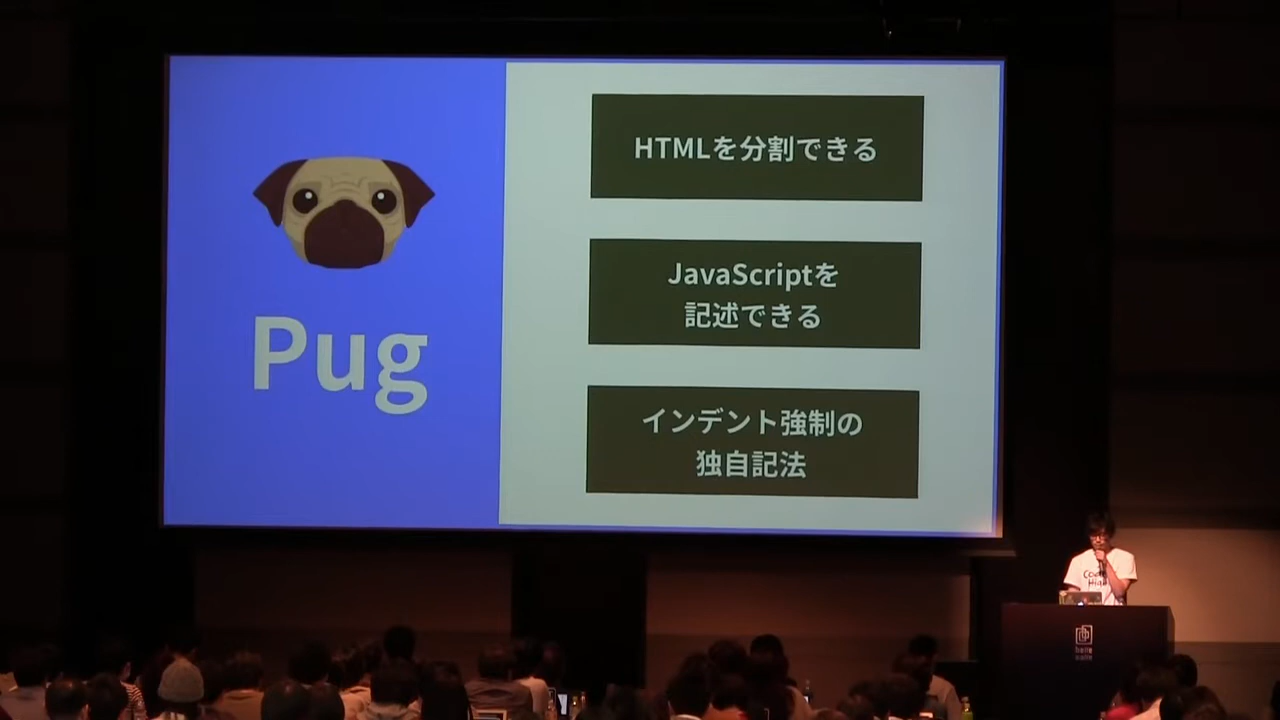 Pug
HTMLを分割できる
JavaScriptを
記述できる
インデント強制の
独自記法